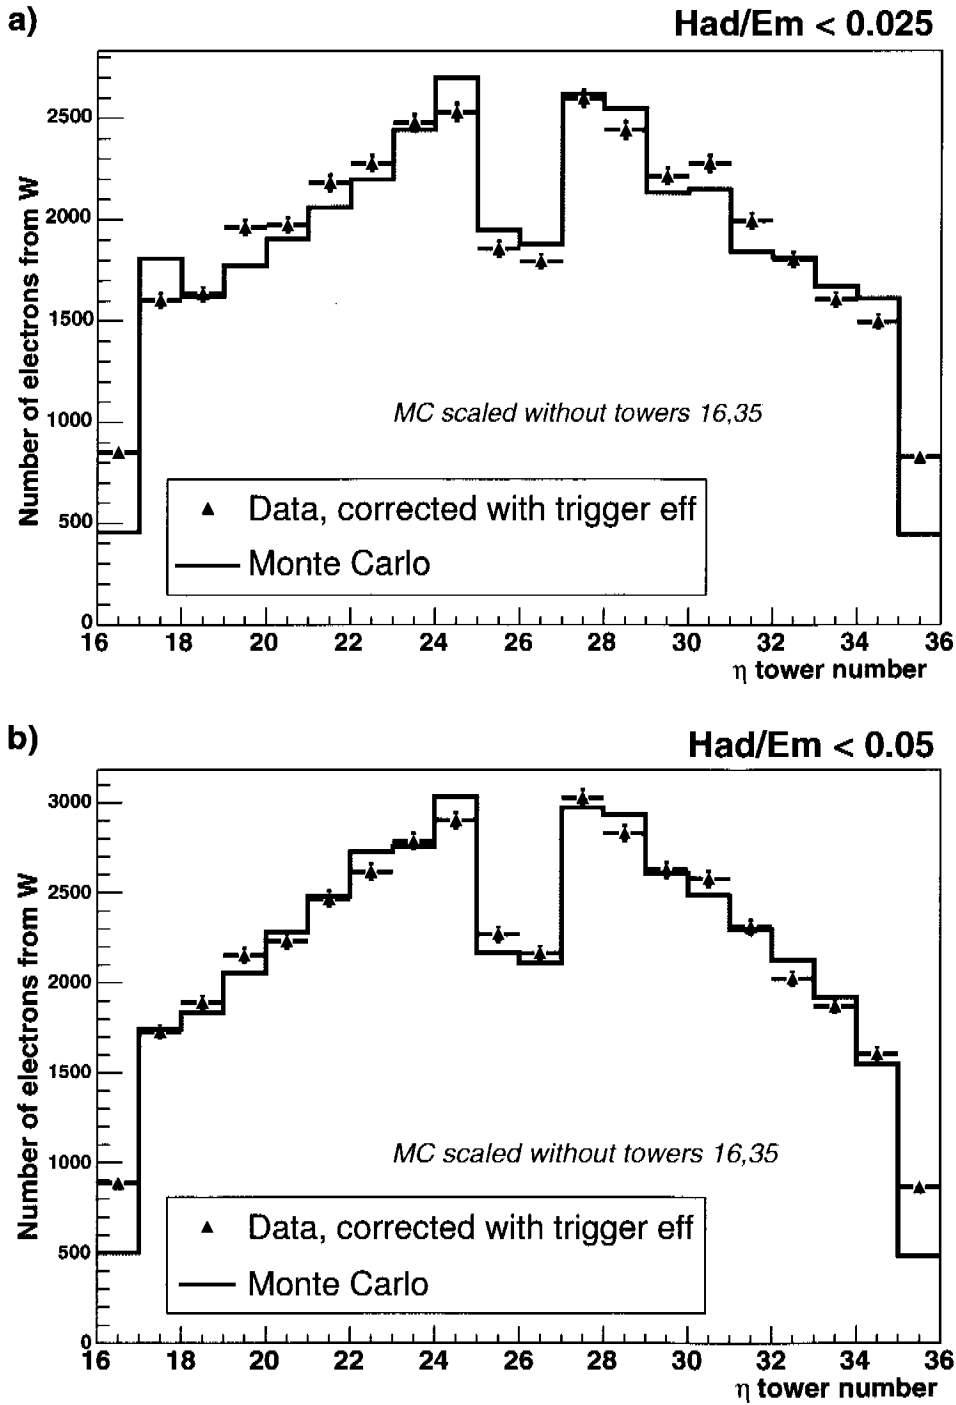 a)
Had/Em < 0.025
Number of electrons from W
2500
2000
1500
1000
500
0
MC scaled without towers 16,35
Data, corrected with trigger eff
Monte Carlo
16 18 20 22 24 26 28 30 32 34 36
η tower number
b)
Had/Em < 0.05
Number of electrons from W
3000
2500
2000
1500
1000
500
0
MC scaled without towers 16,35
Data, corrected with trigger eff
Monte Carlo
16 18 20 22 24 26 28 30 32 34 36
η tower number